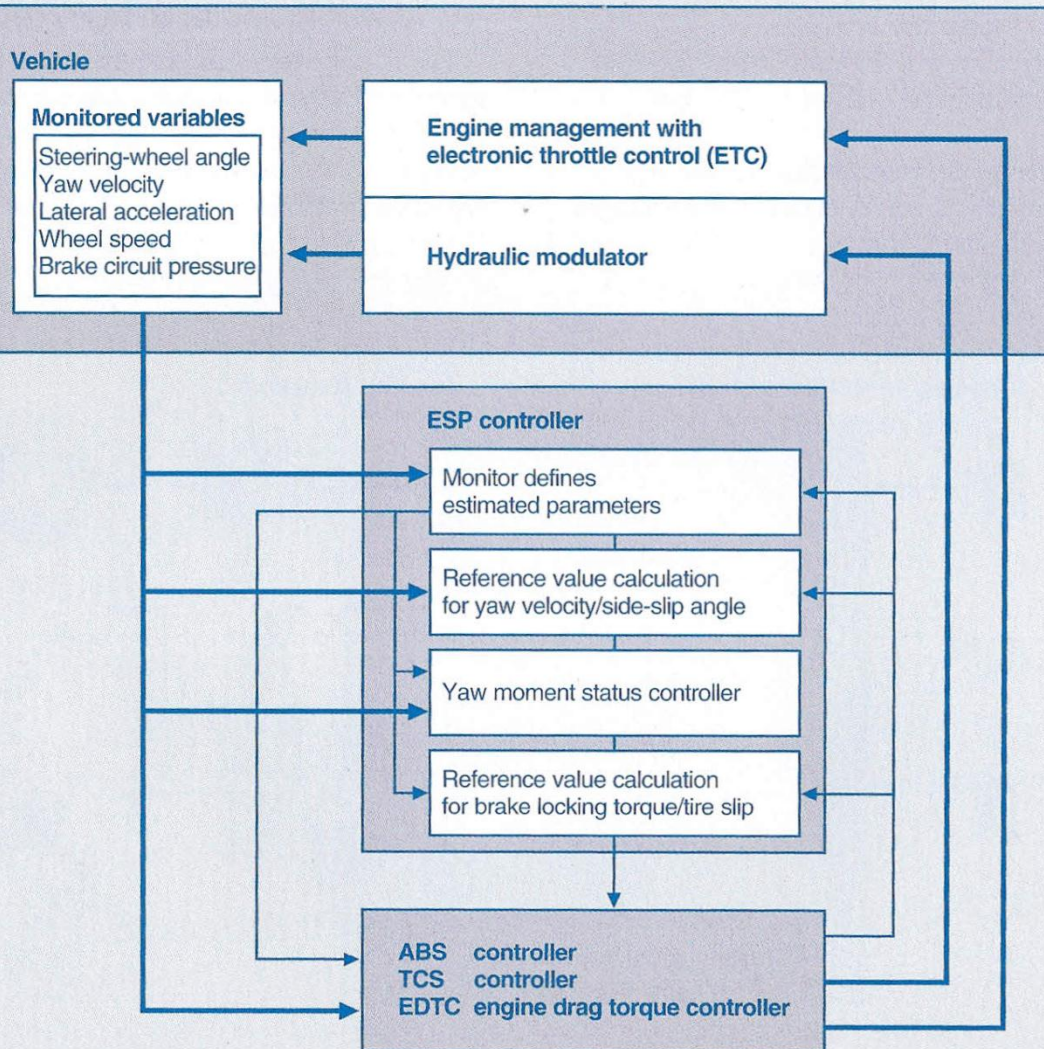 Vehicle
Monitored variables
Steering-wheel angle
Yaw velocity
Lateral acceleration
Wheel speed
Brake circuit pressure
Engine management with
electronic throttle control (ETC)
Hydraulic modulator
ESP controller
Monitor defines
estimated parameters
Reference value calculation
for yaw velocity/side-slip angle
Yaw moment status controller
Reference value calculation
for brake locking torque/tire slip
ABS controller
TCS controller
EDTC engine drag torque controller